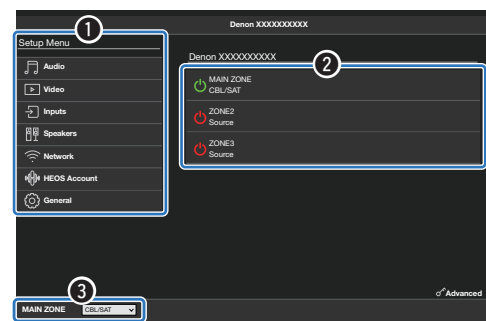 Denon XXXXXXXXXX
1
Setup Menu
Audio
Video
Inputs
Speakers
Network
HEOS Account
General
Denon XXXXXXXXXX
2
MAIN ZONE
CBL/SAT
ZONE2
Source
ZONE3
Source
3
Advanced
MAIN ZONE CBL/SAT